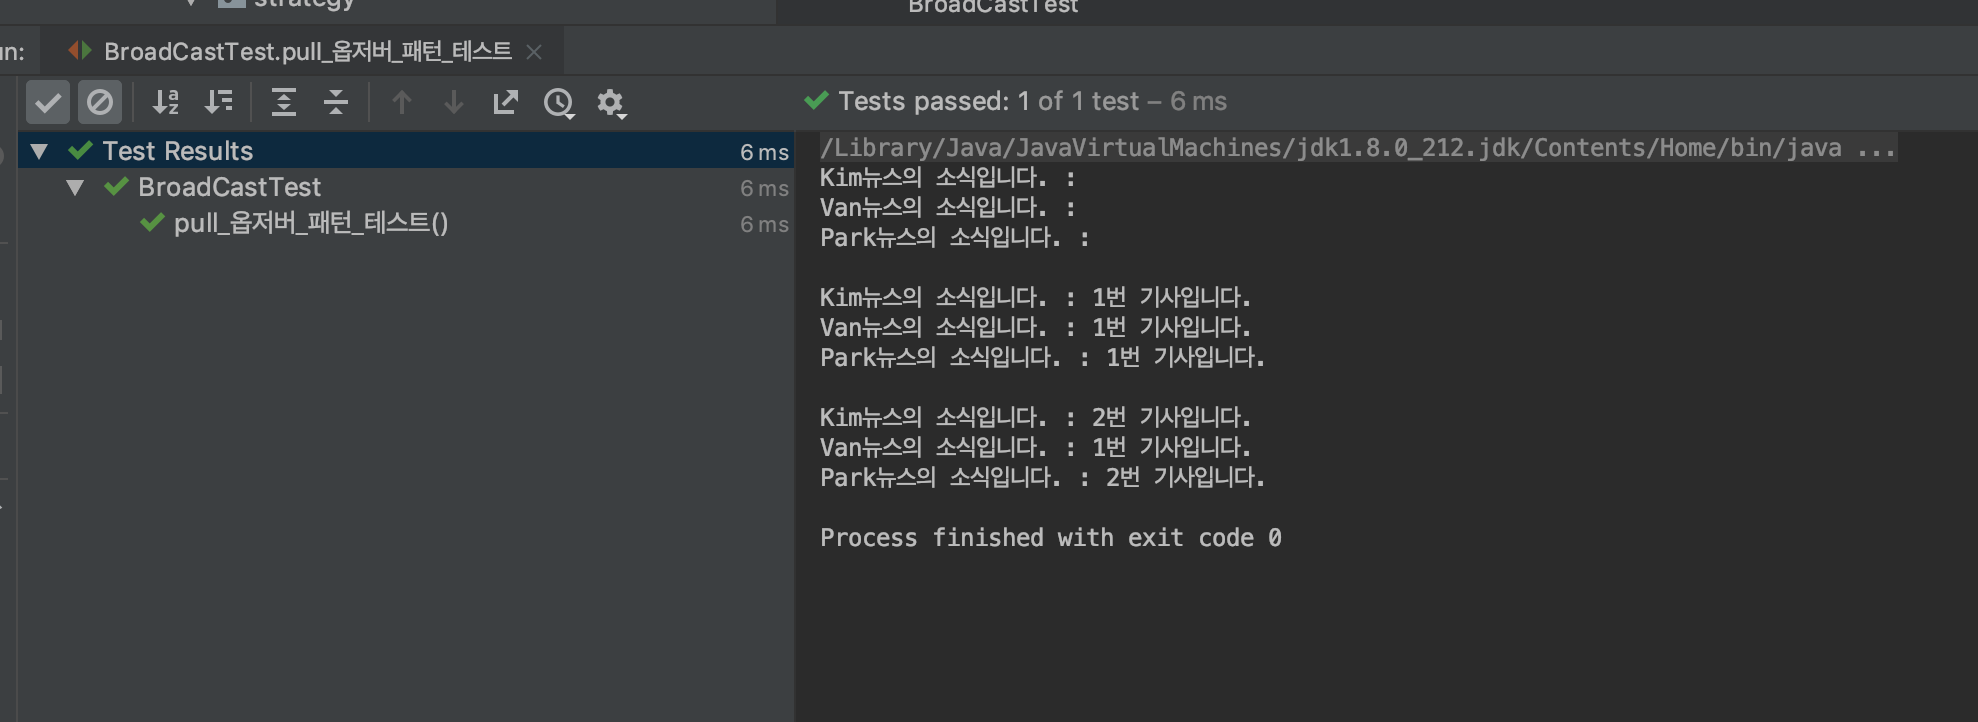 strategy
BroadCastTest
un:
BroadCastTest.pull_옵저버_패턴_테스트
Tests passed: 1 of 1 test – 6 ms
Test Results 6 ms
BroadCastTest 6 ms
pull_옵저버_패턴_테스트() 6 ms
/Library/Java/JavaVirtualMachines/jdk1.8.0_212.jdk/Contents/Home/bin/java ...
Kim뉴스의 소식입니다. :
Van뉴스의 소식입니다. :
Park뉴스의 소식입니다. :
Kim뉴스의 소식입니다. : 1번 기사입니다.
Van뉴스의 소식입니다. : 1번 기사입니다.
Park뉴스의 소식입니다. : 1번 기사입니다.
Kim뉴스의 소식입니다. : 2번 기사입니다.
Van뉴스의 소식입니다. : 1번 기사입니다.
Park뉴스의 소식입니다. : 2번 기사입니다.
Process finished with exit code 0